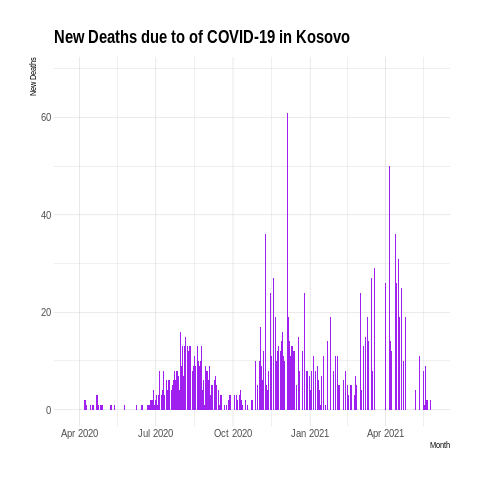 New Deaths due to of COVID-19 in Kosovo
New Deaths
60
40
20
0
Apr 2020 Jul 2020 Oct 2020 Jan 2021 Apr 2021
Month